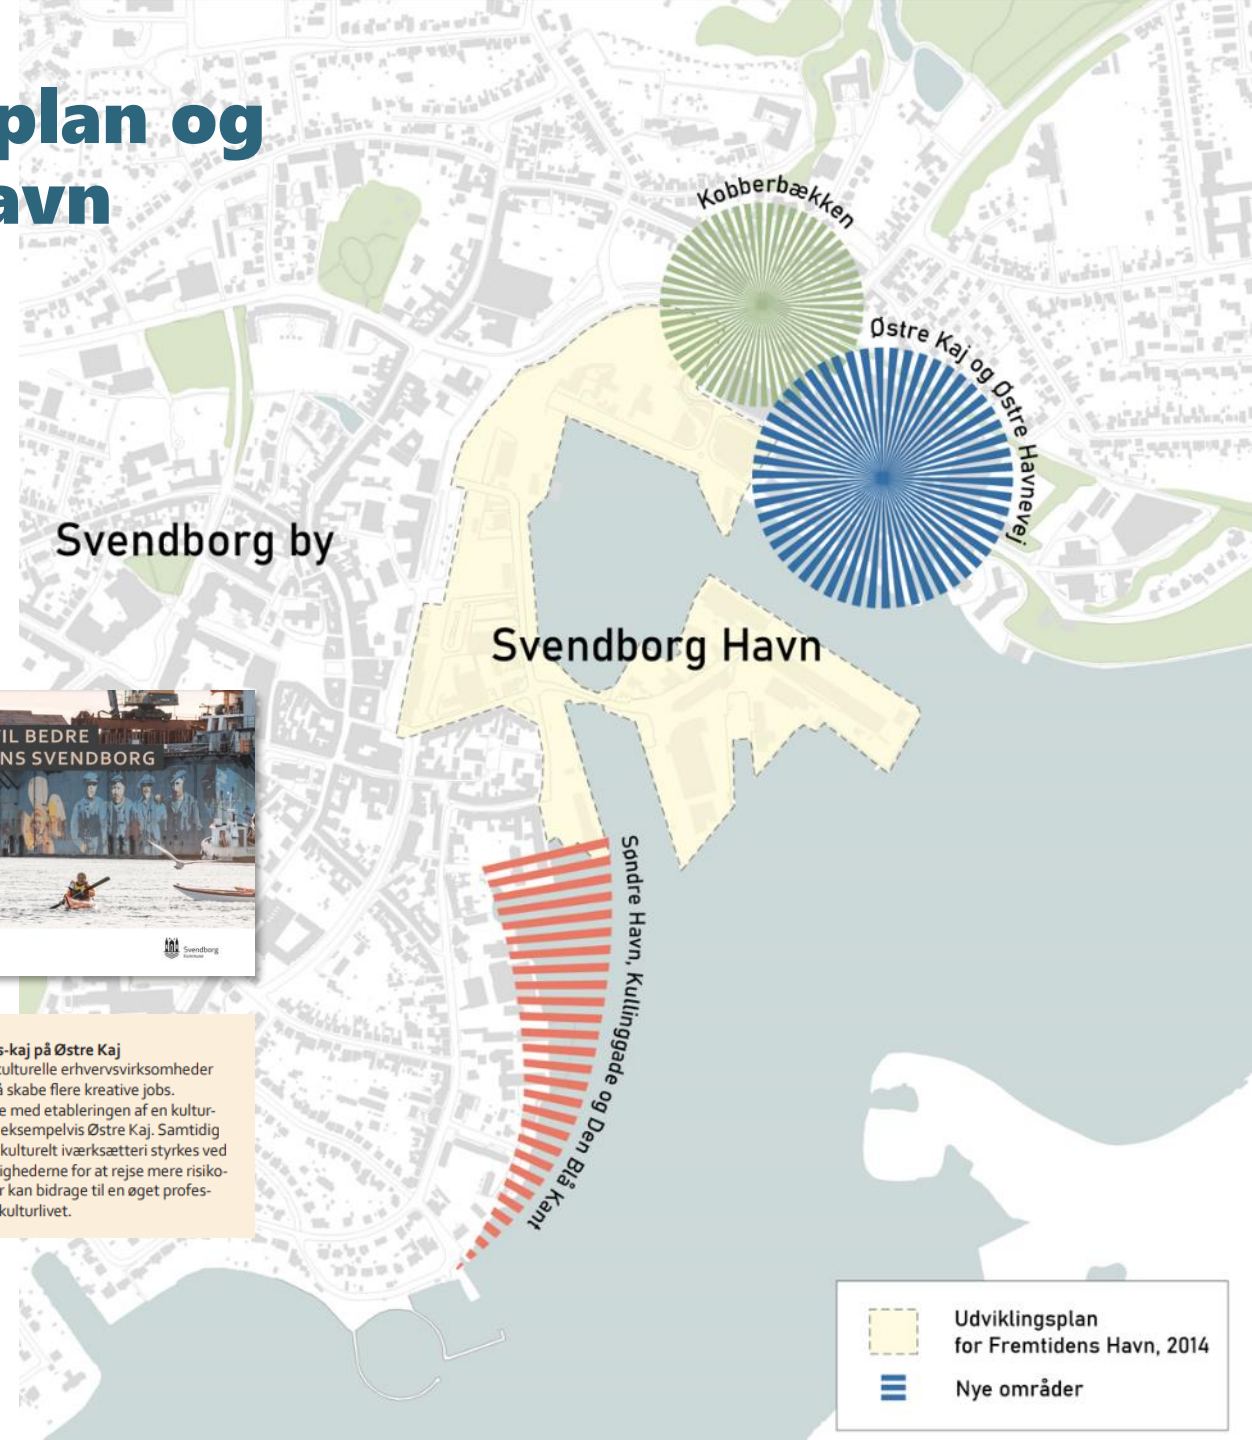 plan og
avn
Kobberbækken
Østre Kaj og Østre Havnevej
Svendborg by
Svendborg Havn
IL BEDRE
NS SVENDBORG
Svendborg
Kommune
Søndre Havn, Kullinggade og Den Blå Kant
s-kaj på Østre Kaj
kulturelle erhvervsvirksomheder
å skabe flere kreative jobs.
e med etableringen af en kultur-
eksempelvis Østre Kaj. Samtidig
kulturelt iværksætteri styrkes ved
ighederne for at rejse mere risiko-
r kan bidrage til en øget profes-
kulturlivet.
Udviklingsplan
for Fremtidens Havn, 2014
Nye områder